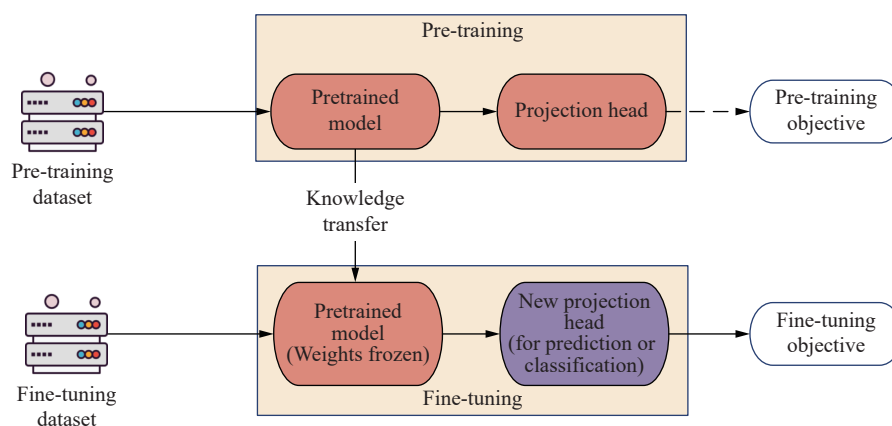 Pre-training
Pretrained
model
Projection head
Pre-training
objective
Pre-training
dataset
Knowledge
transfer
Pretrained
model
(Weights frozen)
New projection
head
(for prediction or
classification)
Fine-tuning
objective
Fine-tuning
Fine-tuning
dataset